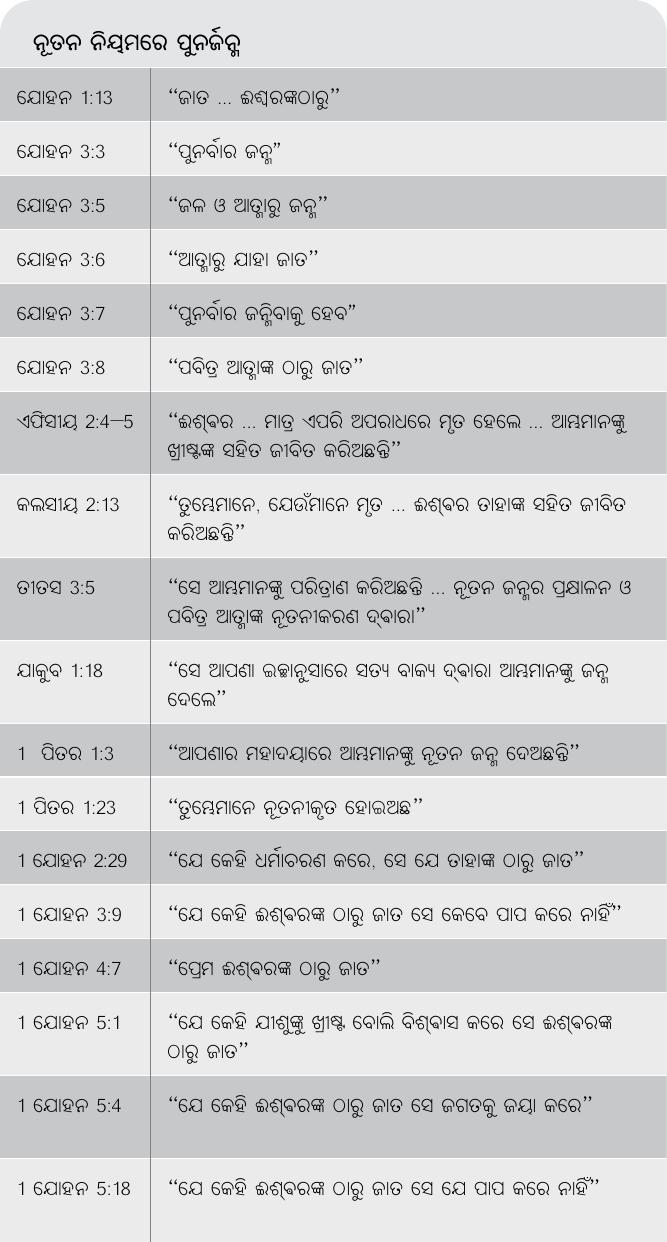 ନୂତନ ନିୟମରେ ପୁନର୍ଜନ୍ମ
ଯୋହନ 1:13 “ଜାତ ... ଈଶ୍ୱରଙ୍କଠାରୁ”
ଯୋହନ 3:3 “ପୁନର୍ବାର ଜନ୍ମ”
ଯୋହନ 3:5 “ଜଳ ଓ ଆତ୍ମାରୁ ଜନ୍ମ”
ଯୋହନ 3:6 “ଆତ୍ମାରୁ ଯାହା ଜାତ”
ଯୋହନ 3:7 “ପୁନର୍ବାର ଜନ୍ମିବାକୁ ହେବ”
ଯୋହନ 3:8 “ପବିତ୍ର ଆତ୍ମାଙ୍କ ଠାରୁ ଜାତ”
ଏଫିସୀୟ 2:4–5 “ଈଶ୍ଵର ... ମାତ୍ର ଏପରି ଅପରାଧରେ ମୃତ ହେଲେ ... ଆମ୍ଭମାନଙ୍କୁ
ଖ୍ରୀଷ୍ଟଙ୍କ ସହିତ ଜୀବିତ କରିଅଛନ୍ତି”
କଲସୀୟ 2:13 “ତୁମ୍ଭେମାନେ, ଯେଉଁମାନେ ମୃତ ... ଈଶ୍ଵର ତାହାଙ୍କ ସହିତ ଜୀବିତ
କରିଅଛନ୍ତି”
ତୀତସ 3:5 “ସେ ଆମ୍ଭମାନଙ୍କୁ ପରିତ୍ରାଣ କରିଅଛନ୍ତି ... ନୂତନ ଜନ୍ମର ପ୍ରକ୍ଷାଳନ ଓ
ପବିତ୍ର ଆତ୍ମାଙ୍କ ନୂତନୀକରଣ ଦ୍ଵାରା”
ଯାକୁବ 1:18 “ସେ ଆପଣା ଇଚ୍ଛାନୁସାରେ ସତ୍ୟ ବାକ୍ୟ ଦ୍ଵାରା ଆମ୍ଭମାନଙ୍କୁ ଜନ୍ମ
ଦେଲେ”
1 ପିତର 1:3 “ଆପଣାର ମହାଦୟାରେ ଆମ୍ଭମାନଙ୍କୁ ନୂତନ ଜନ୍ମ ଦେଅଛନ୍ତି”
1 ପିତର 1:23 “ତୁମ୍ଭେମାନେ ନୂତନୀକୃତ ହୋଇଅଛ”
1 ଯୋହନ 2:29 “ଯେ କେହି ଧର୍ମାଚରଣ କରେ, ସେ ଯେ ତାହାଙ୍କ ଠାରୁ ଜାତ”
1 ଯୋହନ 3:9 “ଯେ କେହି ଈଶ୍ଵରଙ୍କ ଠାରୁ ଜାତ ସେ କେବେ ପାପ କରେ ନାହିଁ”
1 ଯୋହନ 4:7 “ପ୍ରେମ ଈଶ୍ଵରଙ୍କ ଠାରୁ ଜାତ”
1 ଯୋହନ 5:1 “ଯେ କେହି ଯୀଶୁଙ୍କୁ ଖ୍ରୀଷ୍ଟ ବୋଲି ବିଶ୍ଵାସ କରେ ସେ ଈଶ୍ଵରଙ୍କ
ଠାରୁ ଜାତ”
1 ଯୋହନ 5:4 “ଯେ କେହି ଈଶ୍ଵରଙ୍କ ଠାରୁ ଜାତ ସେ ଜଗତକୁ ଜୟା କରେ”
1 ଯୋହନ 5:18 “ଯେ କେହି ଈଶ୍ଵରଙ୍କ ଠାରୁ ଜାତ ସେ ଯେ ପାପ କରେ ନାହିଁ”